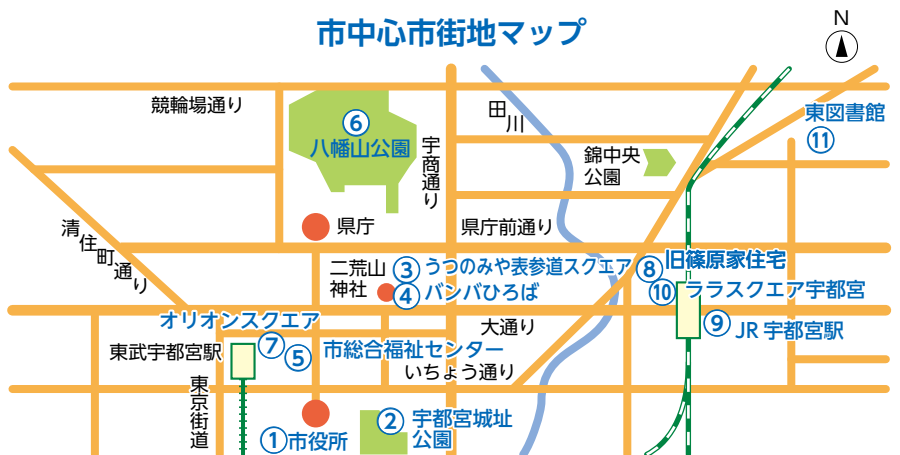 市中心市街地マップ
N
競輪場通り
田川
東図書館
⑪
⑥
八幡山公園
宇商通り
錦中央
公園
清住町通り
県庁
県庁前通り
二荒山
神社
③うつのみや表参道スクエア
④バンバひろば
⑧旧篠原家住宅
⑩ララスクエア宇都宮
オリオンスクエア
⑦
大通り
⑨JR宇都宮駅
東武宇都宮駅
⑤市総合福祉センター
いちょう通り
東京街道
①市役所
②宇都宮城址
公園